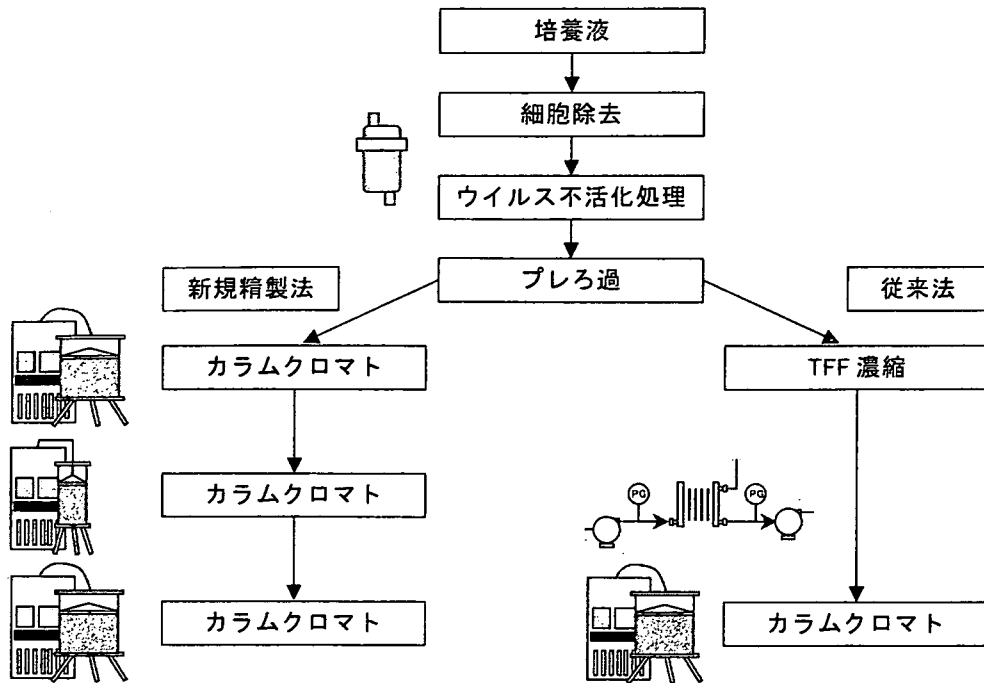 培養液
細胞除去
ウイルス不活化処理
プレろ過
新規精製法
従来法
カラムクロマト
TFF 濃縮
カラムクロマト
PG
PG
カラムクロマト
カラムクロマト